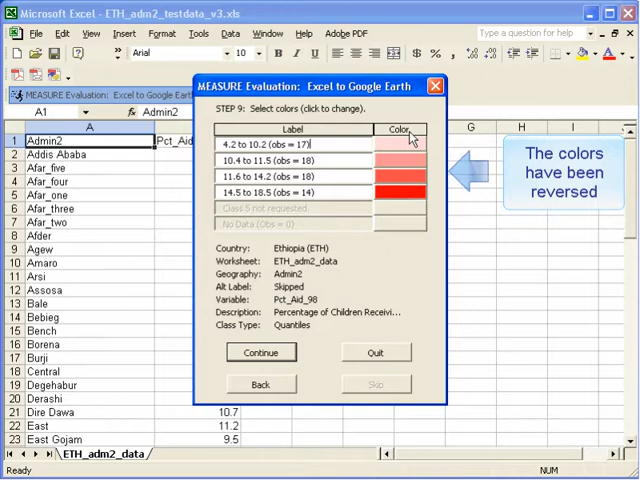 Microsoft Excel - ETH_adm2_testdata_v3.xls
File Edit View Insert Format Tools Data Window Help Adobe PDF
Type a question for help
Arial 10 B I U $ %
MEASURE Evaluation: Excel to Google Earth
A1 Admin2
A G H I
1 Admin2 Pct_Aid
2 Addis Ababa
3 Afar_five
4 Afar_four
5 Afar_one
6 Afar_three
7 Afar_two
8 Afder
9 Agew
10 Amaro
11 Arsi
12 Assosa
13 Bale
14 Bebieg
15 Bench
16 Borena
17 Burji
18 Central
19 Degehabur
20 Derashi
21 Dire Dawa 10.7
22 East 11.2
23 East Gojam 9.5
ETH_adm2_data
Ready NUM
MEASURE Evaluation: Excel to Google Earth
STEP 9: Select colors (click to change).
Label Color
4.2 to 10.2 (obs = 17)
10.4 to 11.5 (obs = 18)
11.6 to 14.2 (obs = 18)
14.5 to 18.5 (obs = 14)
Class 5 not requested.
No Data (Obs = 0)
Country: Ethiopia (ETH)
Worksheet: ETH_adm2_data
Geography: Admin2
Alt Label: Skipped
Variable: Pct_Aid_98
Description: Percentage of Children Receivi...
Class Type: Quantiles
Continue Quit
Back Skip
The colors
have been
reversed